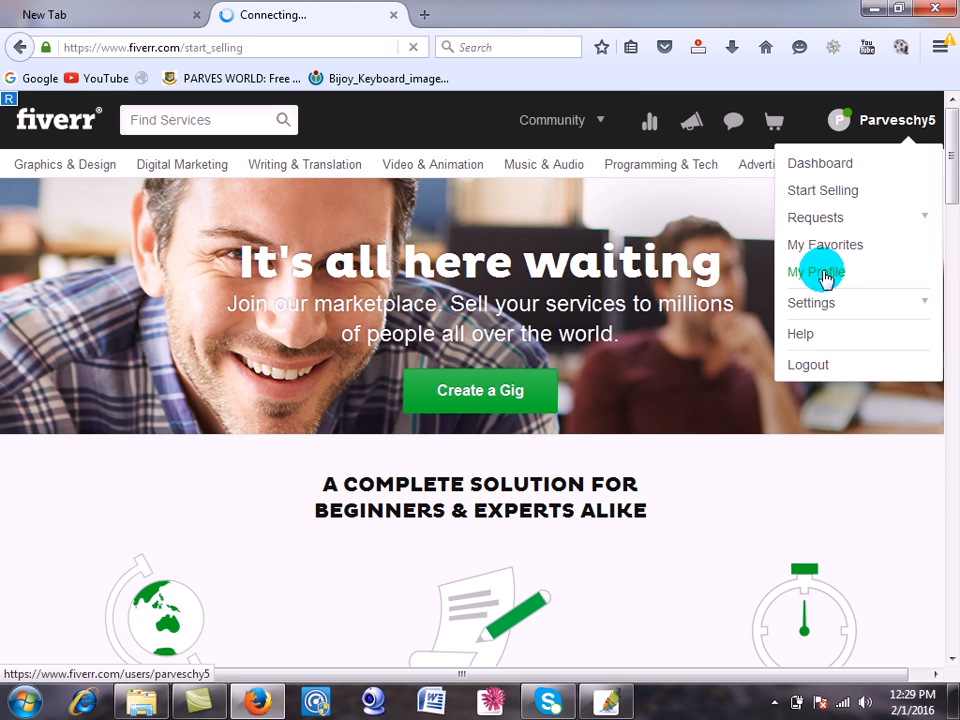 New Tab
Connecting...
https://www.fiverr.com/start_selling
Search
You
Tube
Google
YouTube
PARVES WORLD: Free ...
Bijoy_Keyboard_image...
R
fiverr®
Find Services
Community
P
Parveschy5
Graphics & Design
Digital Marketing
Writing & Translation
Video & Animation
Music & Audio
Programming & Tech
Adverti
Dashboard
Start Selling
Requests
My Favorites
My Profile
Settings
Help
Logout
It's all here waiting
Join our marketplace. Sell your services to millions
of people all over the world.
Create a Gig
A COMPLETE SOLUTION FOR
BEGINNERS & EXPERTS ALIKE
https://www.fiverr.com/users/parveschy5
12:29 PM
2/1/2016